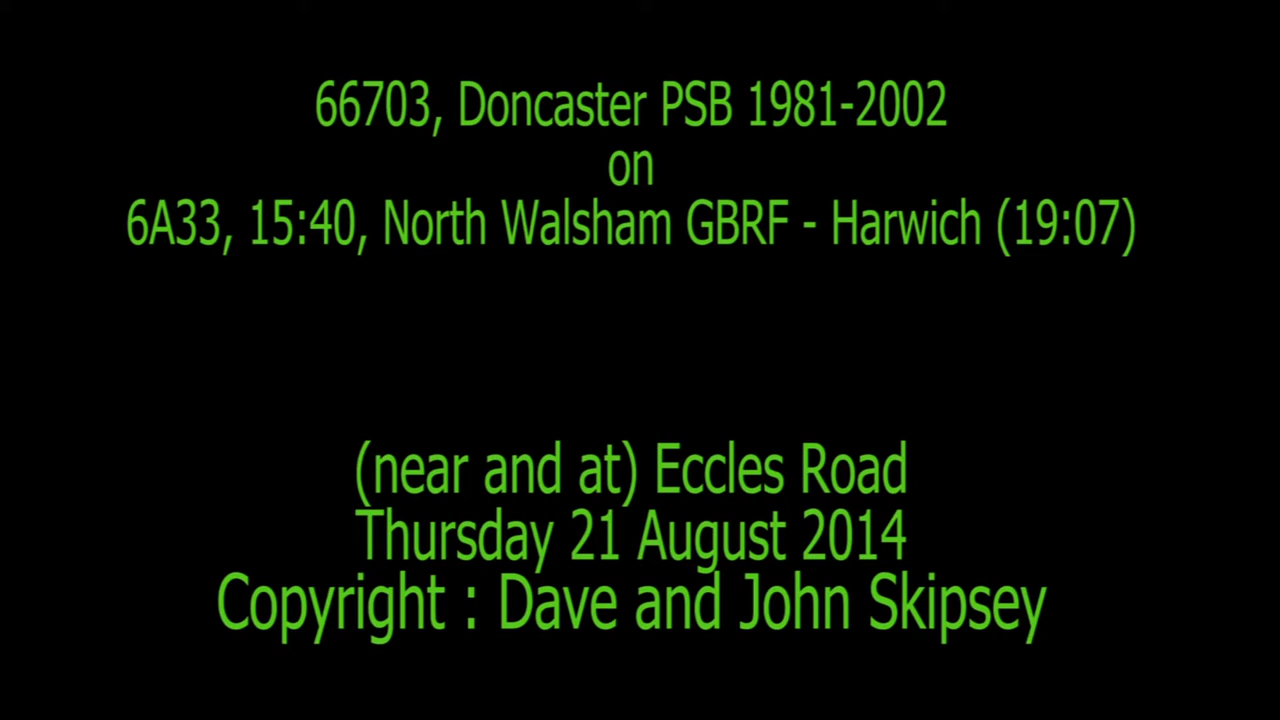 66703, Doncaster PSB 1981-2002
on
6A33, 15:40, North Walsham GBRF - Harwich (19:07)
(near and at) Eccles Road
Thursday 21 August 2014
Copyright : Dave and John Skipsey